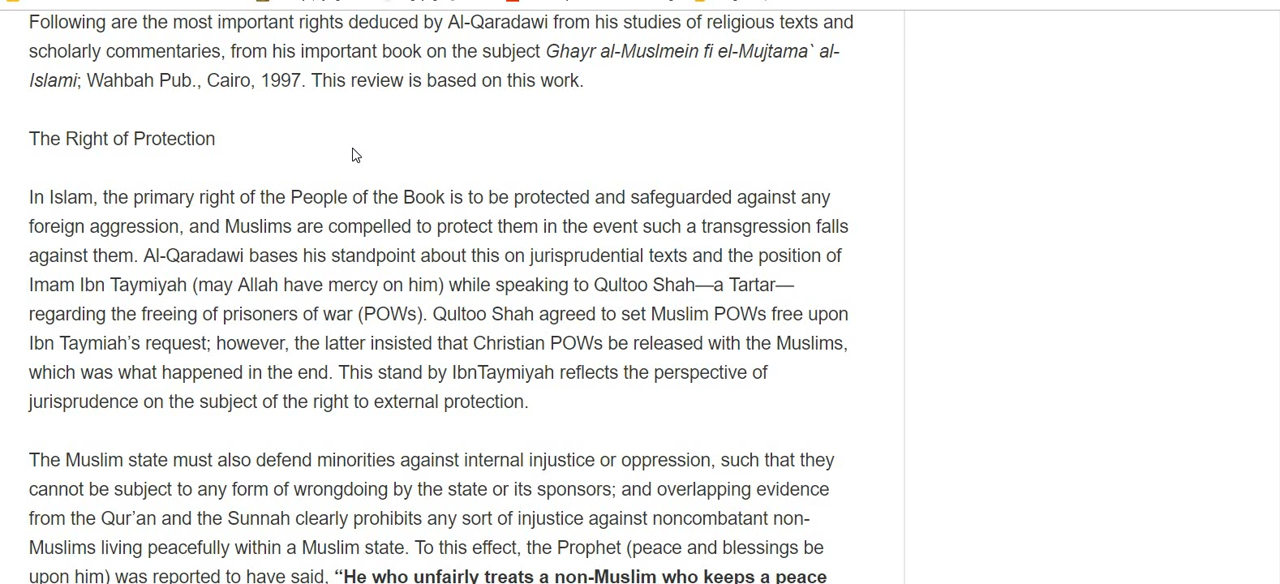 Following are the most important rights deduced by Al-Qaradawi from his studies of religious texts and
scholarly commentaries, from his important book on the subject Ghayr al-Muslmein fi el-Mujtama` al-
Islami; Wahbah Pub., Cairo, 1997. This review is based on this work.
The Right of Protection
In Islam, the primary right of the People of the Book is to be protected and safeguarded against any
foreign aggression, and Muslims are compelled to protect them in the event such a transgression falls
against them. Al-Qaradawi bases his standpoint about this on jurisprudential texts and the position of
Imam Ibn Taymiyah (may Allah have mercy on him) while speaking to Qultoo Shah—a Tartar—
regarding the freeing of prisoners of war (POWs). Qultoo Shah agreed to set Muslim POWs free upon
Ibn Taymiah’s request; however, the latter insisted that Christian POWs be released with the Muslims,
which was what happened in the end. This stand by IbnTaymiyah reflects the perspective of
jurisprudence on the subject of the right to external protection.
The Muslim state must also defend minorities against internal injustice or oppression, such that they
cannot be subject to any form of wrongdoing by the state or its sponsors; and overlapping evidence
from the Qur’an and the Sunnah clearly prohibits any sort of injustice against noncombatant non-
Muslims living peacefully within a Muslim state. To this effect, the Prophet (peace and blessings be
upon him) was reported to have said, “He who unfairly treats a non-Muslim who keeps a peace